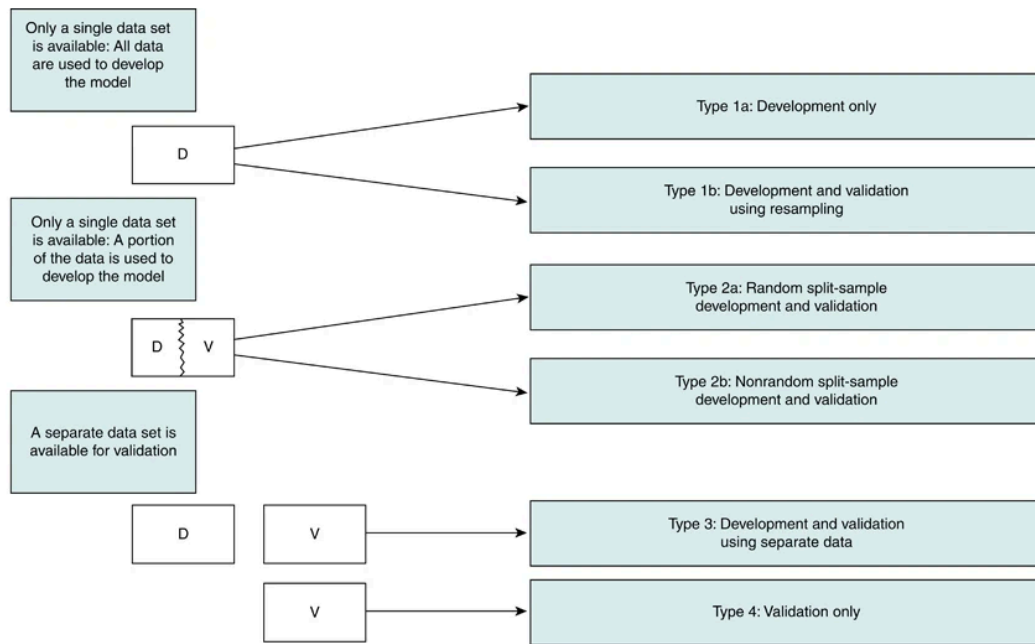 Only a single data set
is available: All data
are used to develop
the model
Type 1a: Development only
D
Type 1b: Development and validation
using resampling
Only a single data set
is available: A portion
of the data is used to
develop the model
Type 2a: Random split-sample
development and validation
D V
Type 2b: Nonrandom split-sample
development and validation
A separate data set is
available for validation
D V
Type 3: Development and validation
using separate data
V
Type 4: Validation only